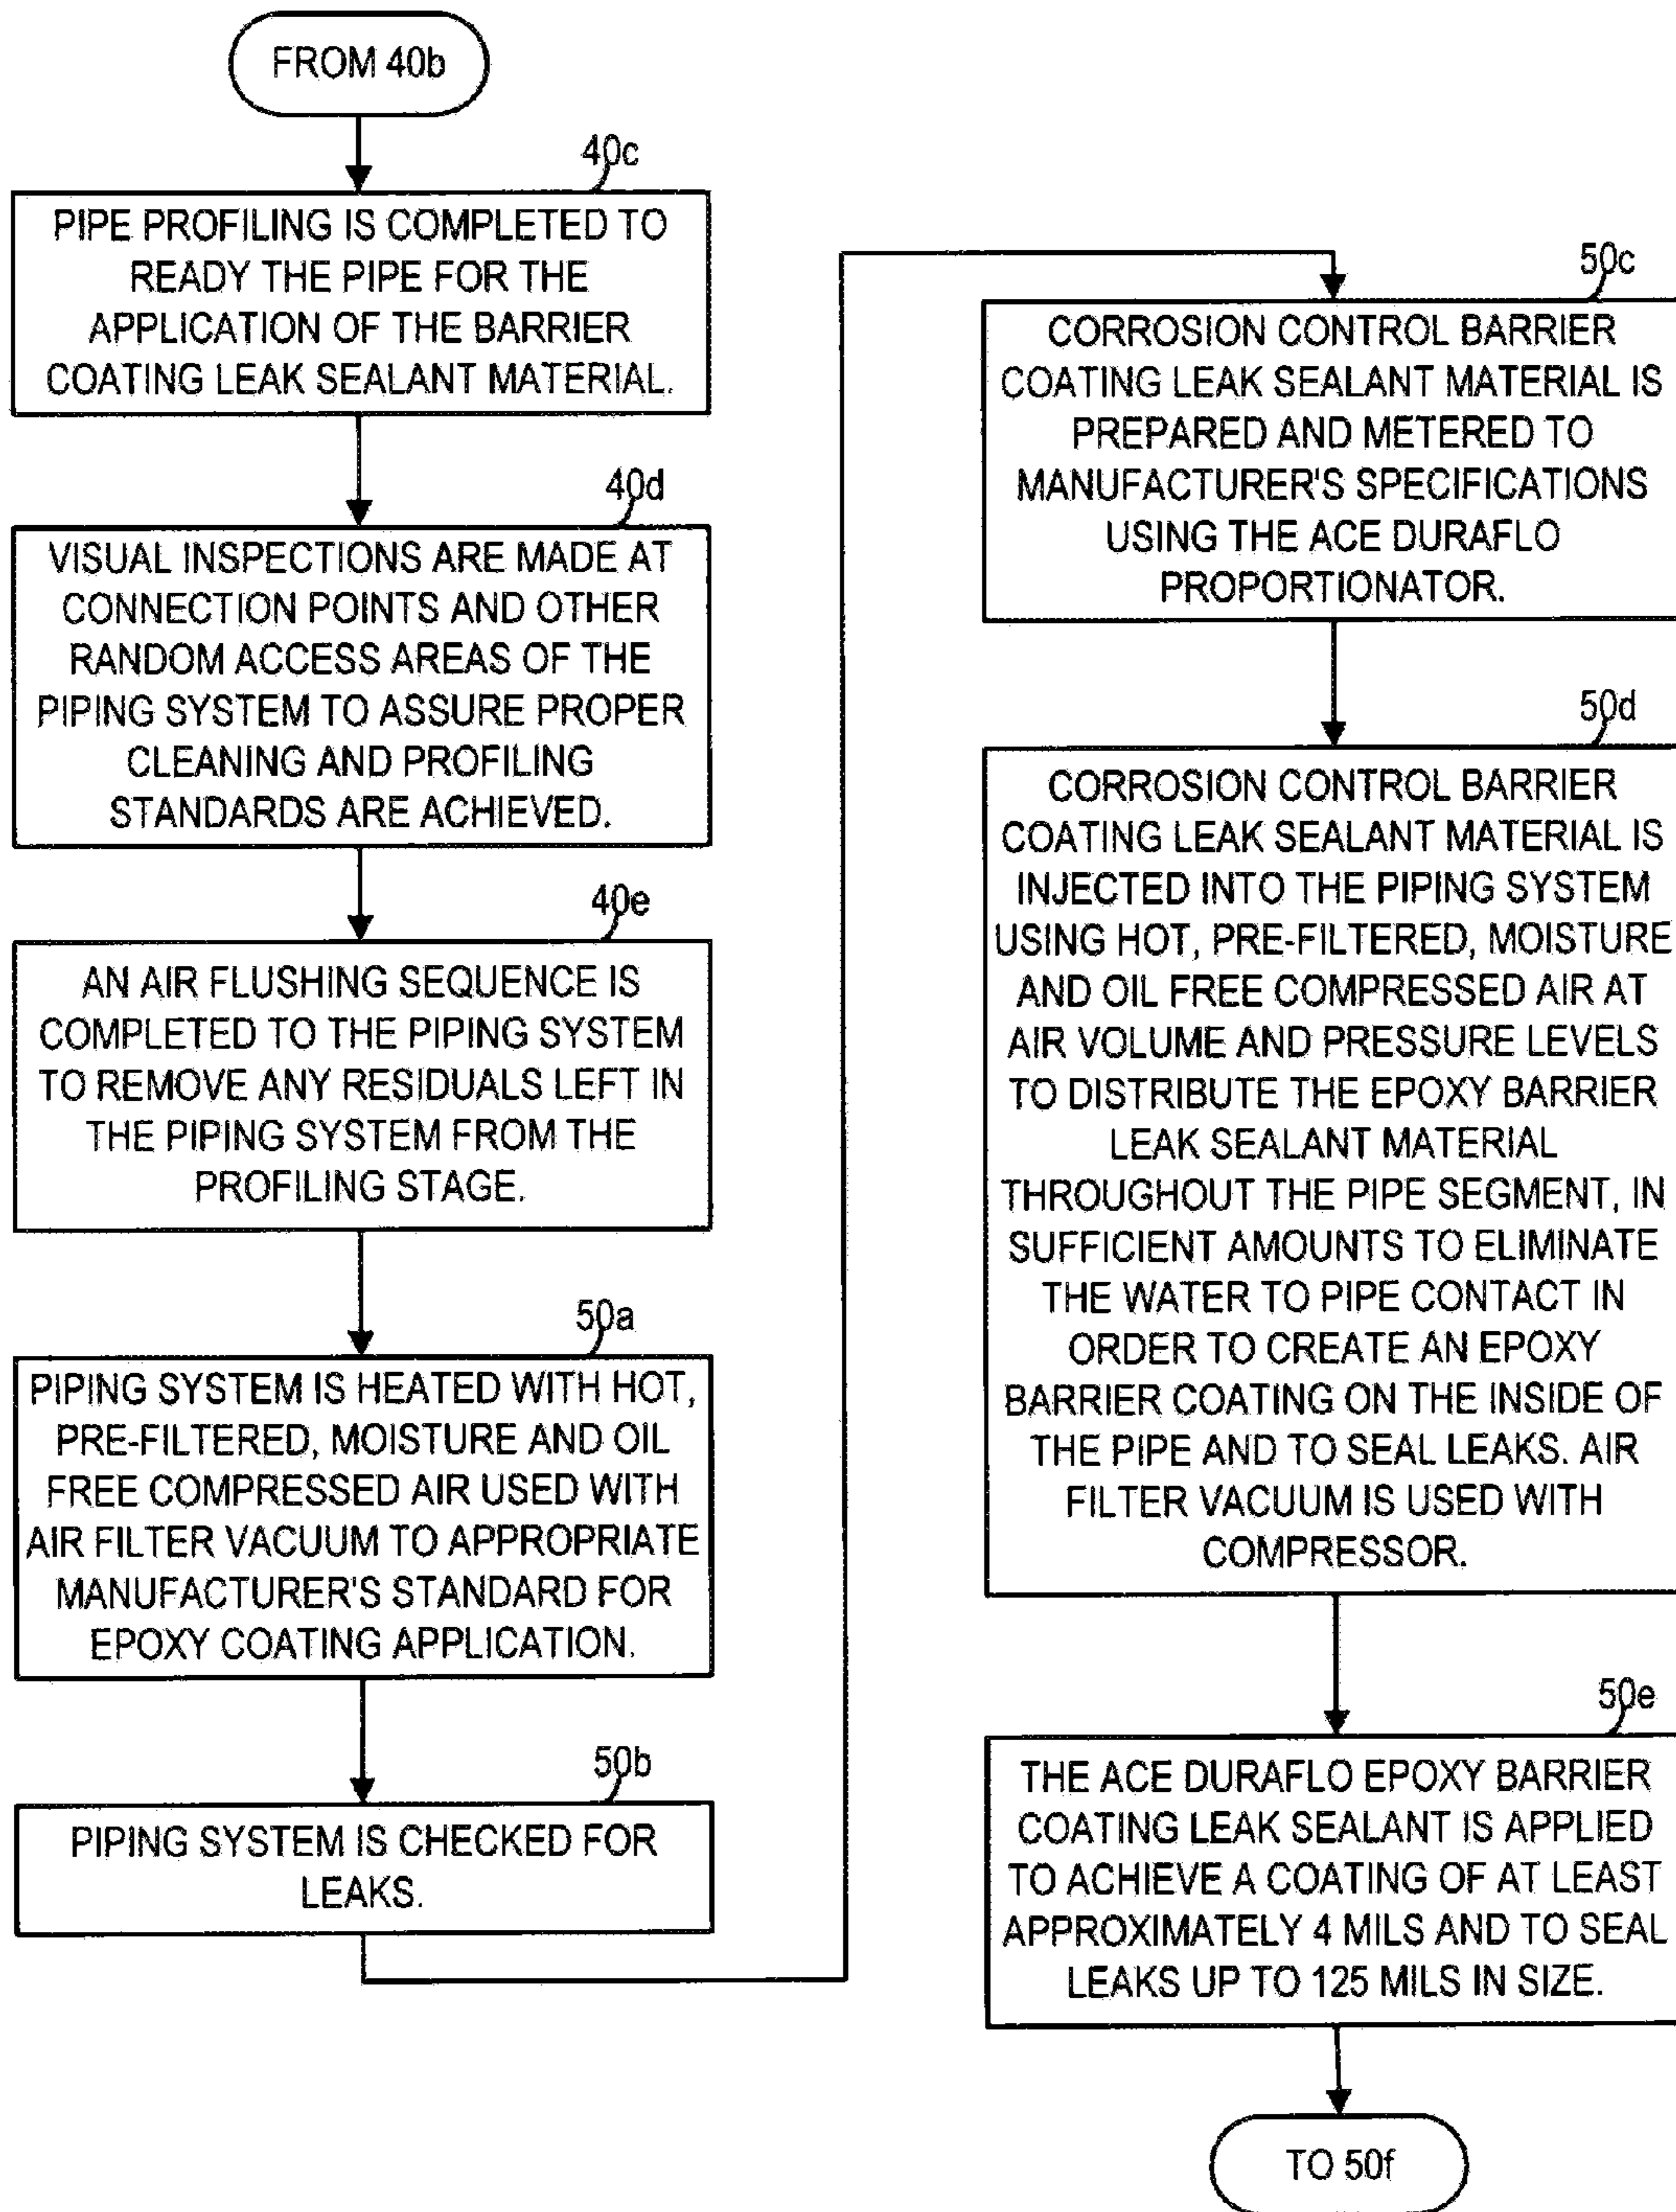 FROM 40b
40c
PIPE PROFILING IS COMPLETED TO
READY THE PIPE FOR THE
APPLICATION OF THE BARRIER
COATING LEAK SEALANT MATERIAL.
40d
VISUAL INSPECTIONS ARE MADE AT
CONNECTION POINTS AND OTHER
RANDOM ACCESS AREAS OF THE
PIPING SYSTEM TO ASSURE PROPER
CLEANING AND PROFILING
STANDARDS ARE ACHIEVED.
40e
AN AIR FLUSHING SEQUENCE IS
COMPLETED TO THE PIPING SYSTEM
TO REMOVE ANY RESIDUALS LEFT IN
THE PIPING SYSTEM FROM THE
PROFILING STAGE.
50a
PIPING SYSTEM IS HEATED WITH HOT,
PRE-FILTERED, MOISTURE AND OIL
FREE COMPRESSED AIR USED WITH
AIR FILTER VACUUM TO APPROPRIATE
MANUFACTURER'S STANDARD FOR
EPOXY COATING APPLICATION.
50b
PIPING SYSTEM IS CHECKED FOR
LEAKS.
50c
CORROSION CONTROL BARRIER
COATING LEAK SEALANT MATERIAL IS
PREPARED AND METERED TO
MANUFACTURER'S SPECIFICATIONS
USING THE ACE DURAFLO
PROPORTIONATOR.
50d
CORROSION CONTROL BARRIER
COATING LEAK SEALANT MATERIAL IS
INJECTED INTO THE PIPING SYSTEM
USING HOT, PRE-FILTERED, MOISTURE
AND OIL FREE COMPRESSED AIR AT
AIR VOLUME AND PRESSURE LEVELS
TO DISTRIBUTE THE EPOXY BARRIER
LEAK SEALANT MATERIAL
THROUGHOUT THE PIPE SEGMENT, IN
SUFFICIENT AMOUNTS TO ELIMINATE
THE WATER TO PIPE CONTACT IN
ORDER TO CREATE AN EPOXY
BARRIER COATING ON THE INSIDE OF
THE PIPE AND TO SEAL LEAKS. AIR
FILTER VACUUM IS USED WITH
COMPRESSOR.
50e
THE ACE DURAFLO EPOXY BARRIER
COATING LEAK SEALANT IS APPLIED
TO ACHIEVE A COATING OF AT LEAST
APPROXIMATELY 4 MILS AND TO SEAL
LEAKS UP TO 125 MILS IN SIZE.
TO 50f